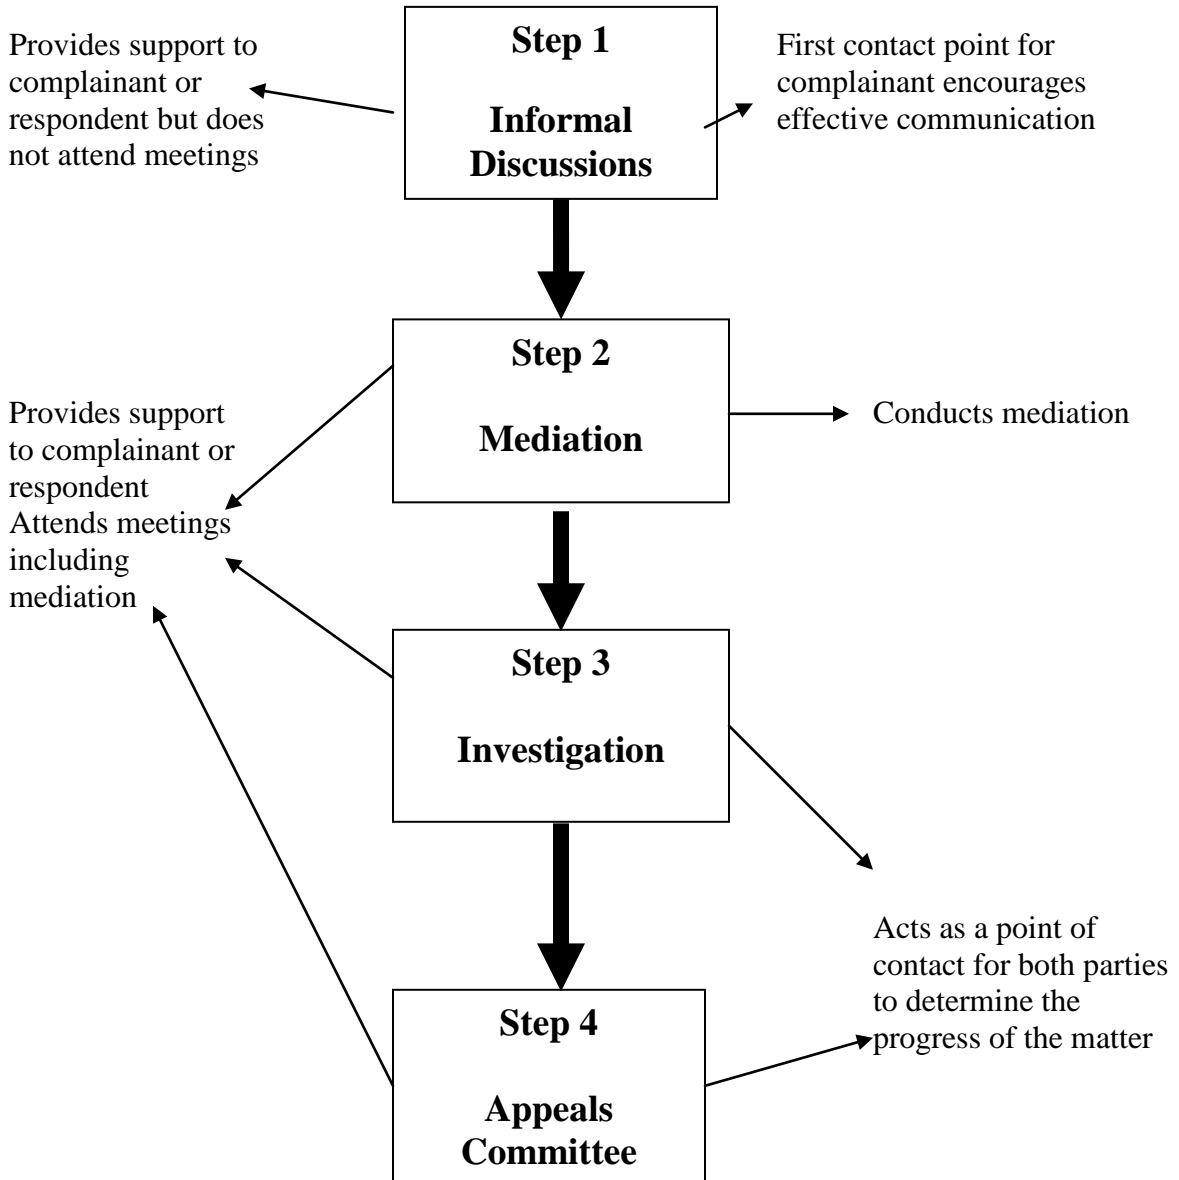 Provides support to
complainant or
respondent but does
not attend meetings
Step 1
Informal
Discussions
First contact point for
complainant encourages
effective communication
Step 2
Mediation
Conducts mediation
Provides support
to complainant or
respondent
Attends meetings
including
mediation
Step 3
Investigation
Acts as a point of
contact for both parties
to determine the
progress of the matter
Step 4
Appeals
Committee